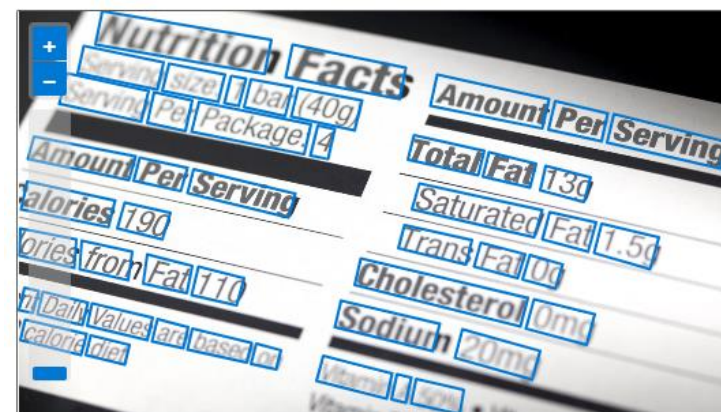 Nutrition Facts
Serving size: 1 bar (40g)
Serving Per Package: 4
Amount Per Serving
Calories 190
Calories from Fat 110
nt Daily Values are based on
calorie diet
Amount Per Serving
Total Fat 13g
Saturated Fat 1.5g
Trans Fat 0g
Cholesterol 0mg
Sodium 20mg
Vitamin A 50%